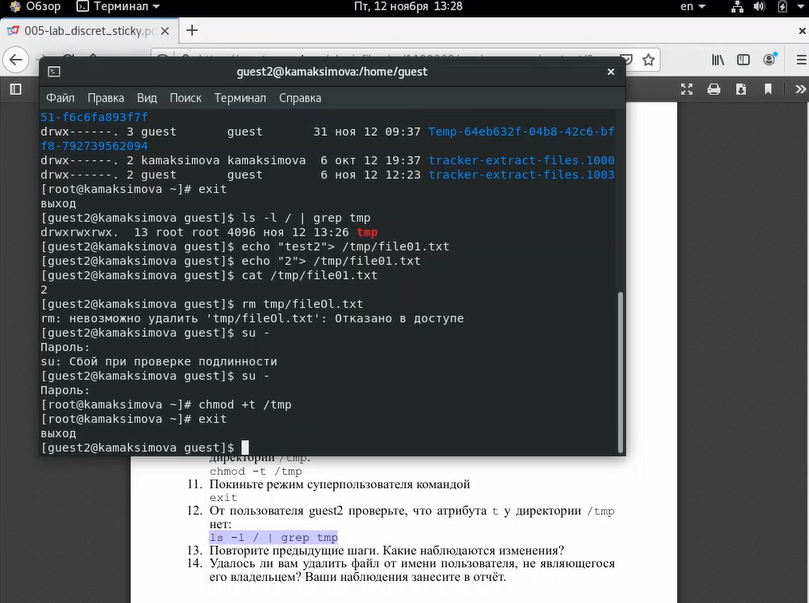 Обзор Терминал Пт, 12 ноября 13:28 en
005-lab_discret_sticky.pd
guest2@kamaksimova:/home/guest
Файл Правка Вид Поиск Терминал Справка
51-f6c6fa893f7f
drwx------. 3 guest guest 31 ноя 12 09:37 Temp-64eb632f-04b8-42c6-bf
f8-792739562094
drwx------. 2 kamaksimova kamaksimova 6 окт 12 19:37 tracker-extract-files.1000
drwx------. 2 guest guest 6 ноя 12 12:23 tracker-extract-files.1003
[root@kamaksimova ~]# exit
выход
[guest2@kamaksimova guest]$ ls -l / | grep tmp
drwxrwxrwx. 13 root root 4096 ноя 12 13:26 tmp
[guest2@kamaksimova guest]$ echo "test2"> /tmp/file01.txt
[guest2@kamaksimova guest]$ echo "2"> /tmp/file01.txt
[guest2@kamaksimova guest]$ cat /tmp/file01.txt
2
[guest2@kamaksimova guest]$ rm tmp/fileOl.txt
rm: невозможно удалить 'tmp/fileOl.txt': Отказано в доступе
[guest2@kamaksimova guest]$ su -
Пароль:
su: Сбой при проверке подлинности
[guest2@kamaksimova guest]$ su -
Пароль:
[root@kamaksimova ~]# chmod +t /tmp
[root@kamaksimova ~]# exit
выход
[guest2@kamaksimova guest]$
директории /tmp:
chmod -t /tmp
11. Покиньте режим суперпользователя командой
exit
12. От пользователя guest2 проверьте, что атрибута t у директории /tmp
нет:
ls -l / | grep tmp
13. Повторите предыдущие шаги. Какие наблюдаются изменения?
14. Удалось ли вам удалить файл от имени пользователя, не являющегося
его владельцем? Ваши наблюдения занесите в отчёт.